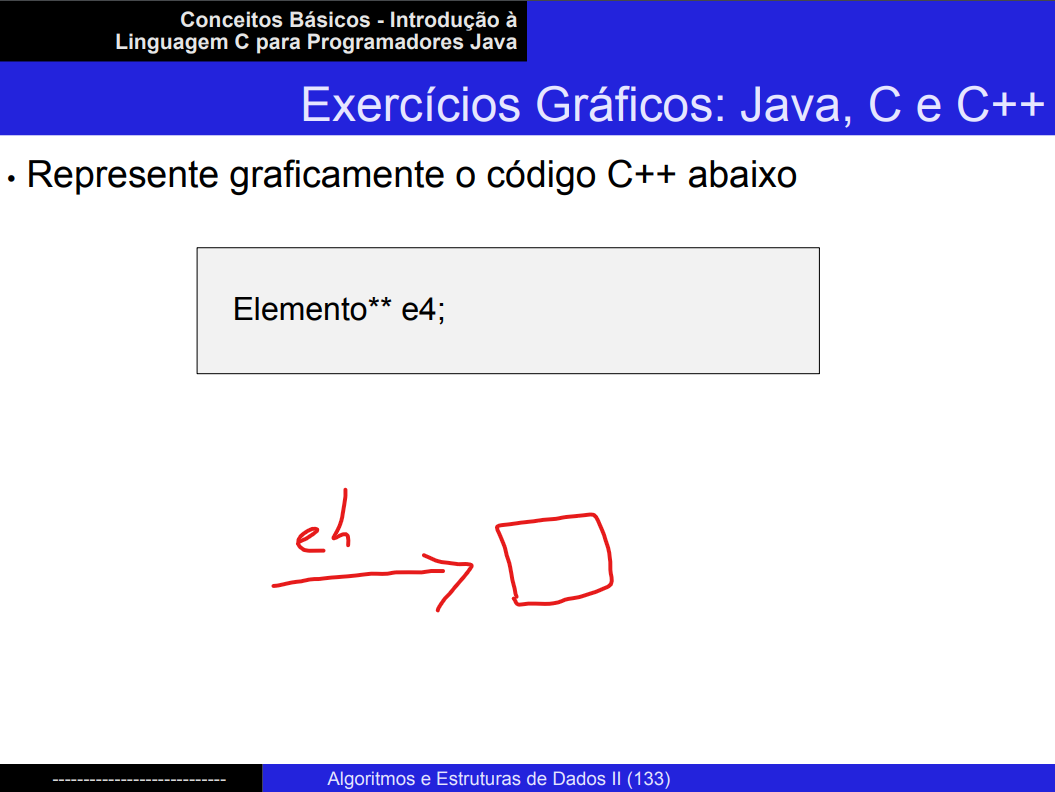 Conceitos Básicos - Introdução à
Linguagem C para Programadores Java
Exercícios Gráficos: Java, C e C++
• Represente graficamente o código C++ abaixo
Elemento** e4;
e4
----------------------------
Algoritmos e Estruturas de Dados II (133)